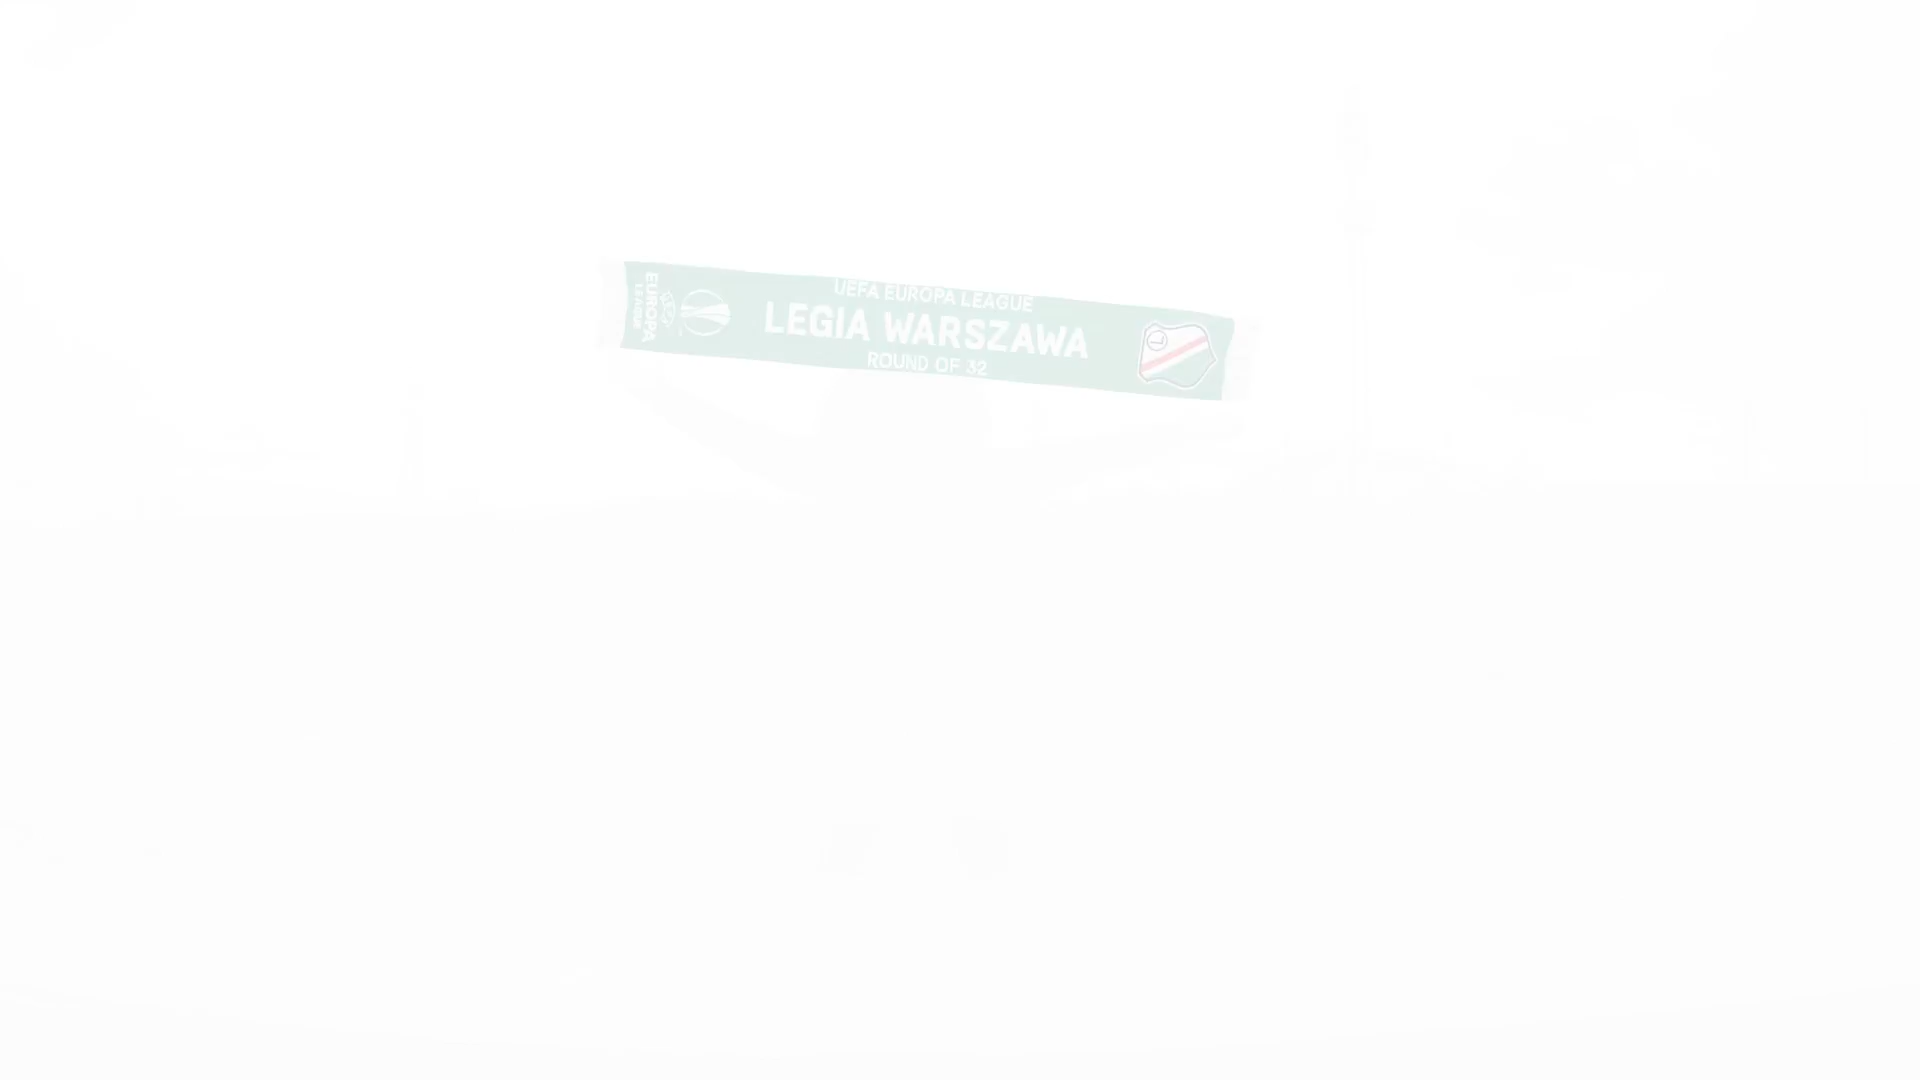 EUROPA
LEAGUE
UEFA EUROPA LEAGUE
LEGIA WARSZAWA
ROUND OF 32
L